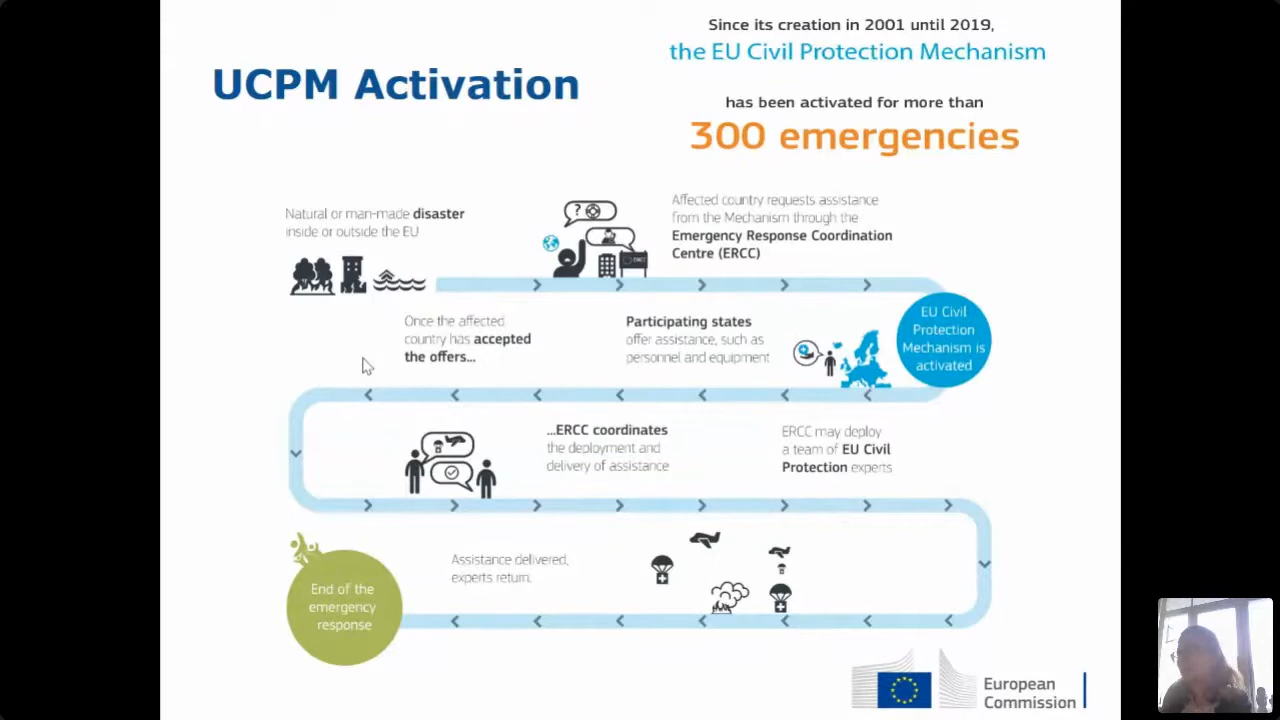 Since its creation in 2001 until 2019,
the EU Civil Protection Mechanism
UCPM Activation
has been activated for more than
300 emergencies
Natural or man-made disaster
inside or outside the EU
?
Affected country requests assistance
from the Mechanism through the
Emergency Response Coordination
Centre (ERCC)
EU Civil
Protection
Mechanism is
activated
Participating states
offer assistance, such as
personnel and equipment
Once the affected
country has accepted
the offers...
...ERCC coordinates
the deployment and
delivery of assistance
ERCC may deploy
a team of EU Civil
Protection experts
Assistance delivered,
experts return.
End of the
emergency
response
European
Commission